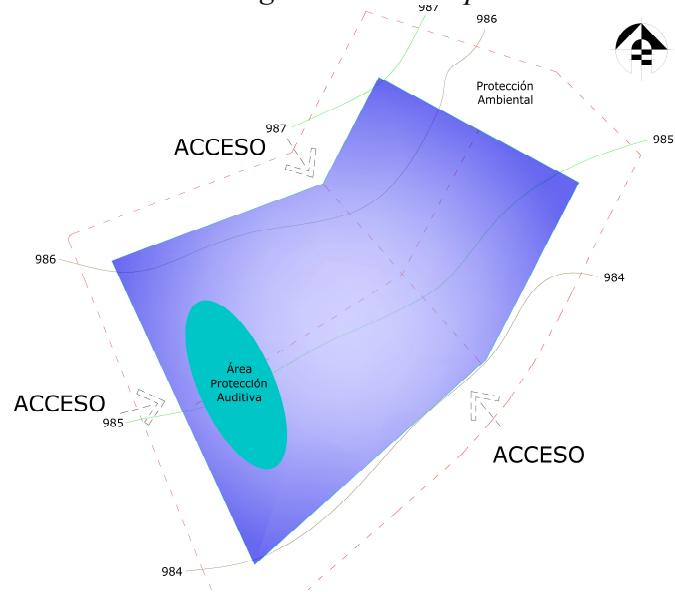 987
986
Protección
Ambiental
987
985
ACCESO
986
984
Área
Protección
Auditiva
ACCESO
985
ACCESO
984